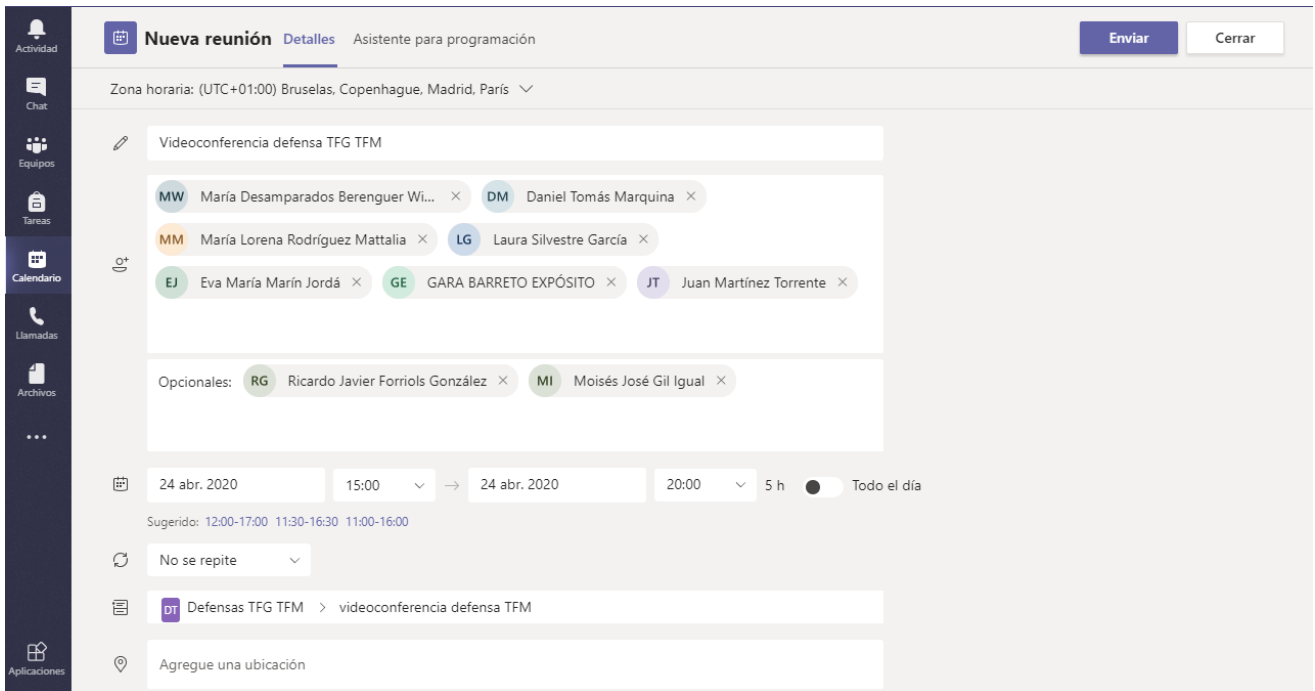 Actividad
Chat
Equipos
Tareas
Calendario
Llamadas
Archivos
Aplicaciones
Nueva reunión Detalles Asistente para programación Enviar Cerrar
Zona horaria: (UTC+01:00) Bruselas, Copenhague, Madrid, París
Videoconferencia defensa TFG TFM
MW María Desamparados Berenguer Wi... × DM Daniel Tomás Marquina ×
MM María Lorena Rodríguez Mattalia × LG Laura Silvestre García ×
EJ Eva María Marín Jordá × GE GARA BARRETO EXPÓSITO × JT Juan Martínez Torrente ×
Opcionales: RG Ricardo Javier Forriols González × MI Moisés José Gil Igual ×
24 abr. 2020 15:00 → 24 abr. 2020 20:00 5 h Todo el día
Sugerido: 12:00-17:00 11:30-16:30 11:00-16:00
No se repite
DT Defensas TFG TFM > videoconferencia defensa TFM
Agregue una ubicación